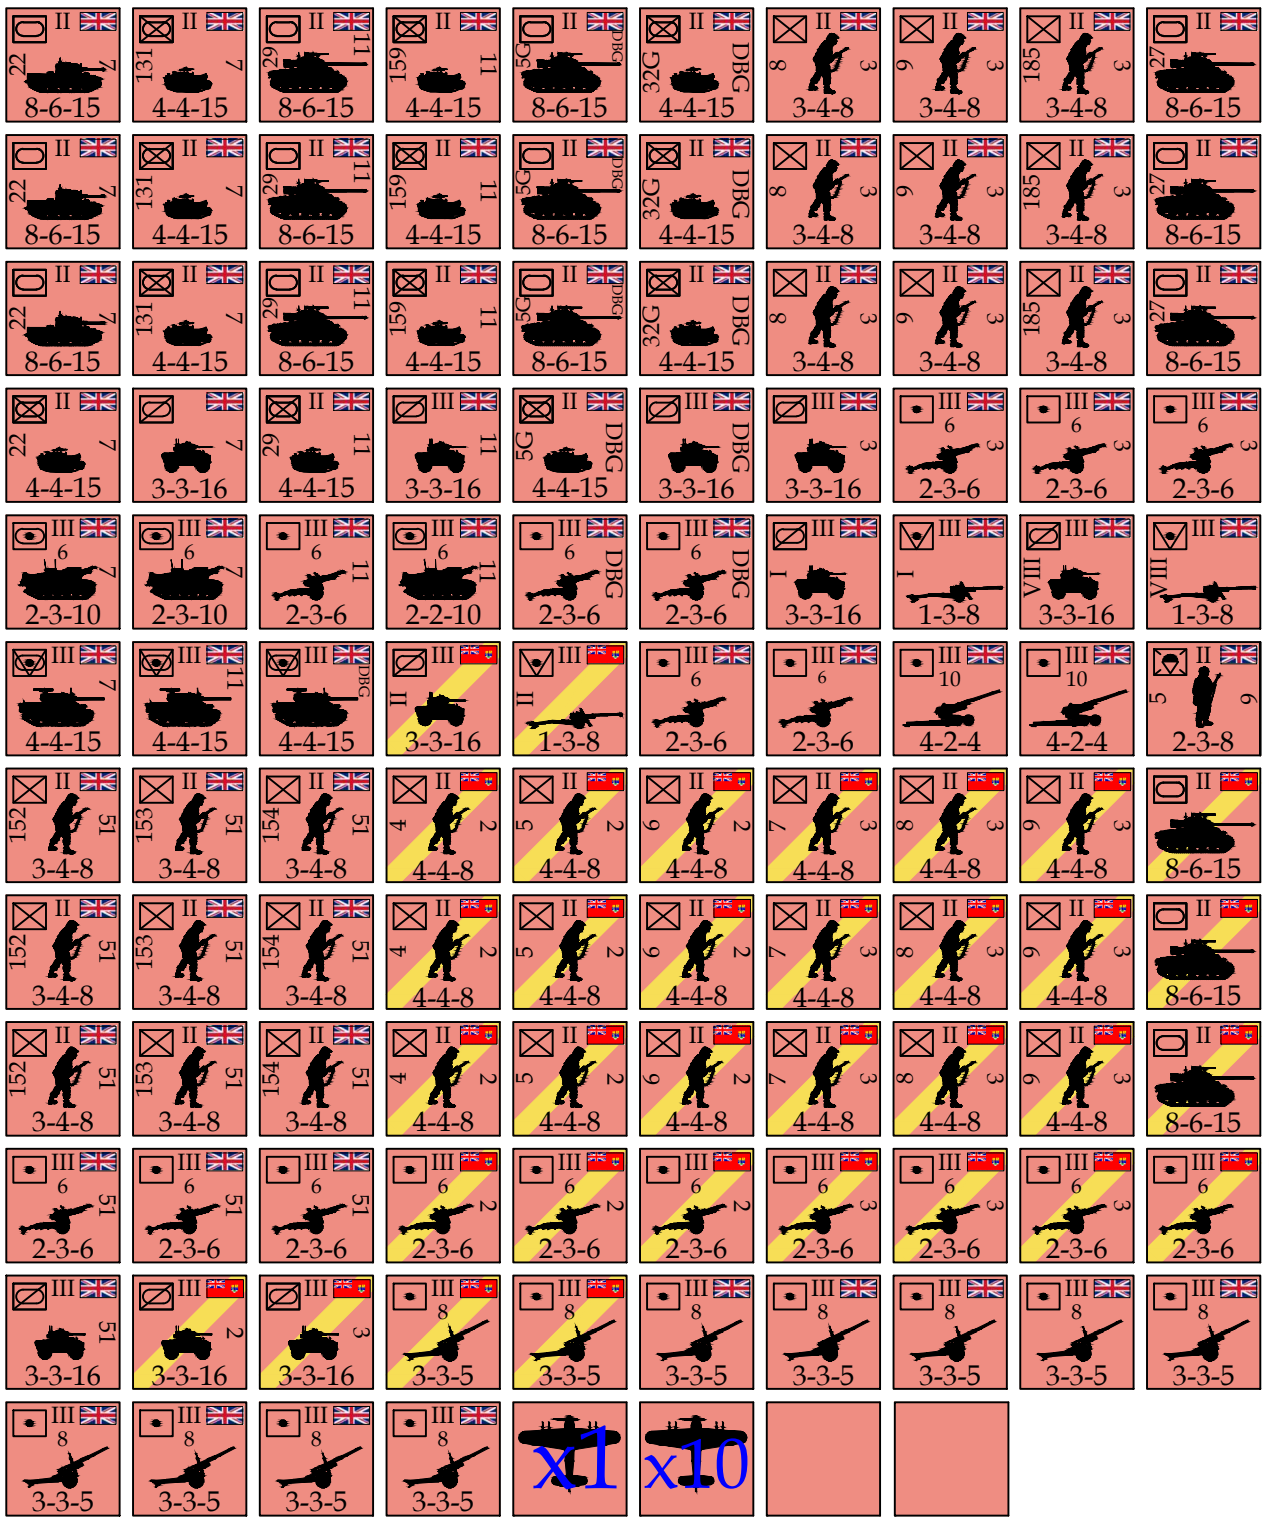 II II II II II II II II II II
22 7 131 7 29 11 159 11 5G DBG 32G DBG 8 3 9 3 185 3 27
8-6-15 4-4-15 8-6-15 4-4-15 8-6-15 4-4-15 3-4-8 3-4-8 3-4-8 8-6-15
II II II II II II II II II II
22 7 131 7 29 11 159 11 5G DBG 32G DBG 8 3 9 3 185 3 27
8-6-15 4-4-15 8-6-15 4-4-15 8-6-15 4-4-15 3-4-8 3-4-8 3-4-8 8-6-15
II II II II II II II II II II
22 7 131 7 29 11 159 11 5G DBG 32G DBG 8 3 9 3 185 3 27
8-6-15 4-4-15 8-6-15 4-4-15 8-6-15 4-4-15 3-4-8 3-4-8 3-4-8 8-6-15
II II III II III III III III III
6 6 6
22 7 7 29 11 11 5G DBG DBG 3 3 3 3
4-4-15 3-3-16 4-4-15 3-3-16 4-4-15 3-3-16 3-3-16 2-3-6 2-3-6 2-3-6
III III III III III III III III III III
6 6 6 6 6 6
7 7 11 11 DBG DBG I I VIII VIII
2-3-10 2-3-10 2-3-6 2-2-10 2-3-6 2-3-6 3-3-16 1-3-8 3-3-16 1-3-8
III III III III III III III III III II
6 6 10 10
7 11 DBG II II 5 6
4-4-15 4-4-15 4-4-15 3-3-16 1-3-8 2-3-6 2-3-6 4-2-4 4-2-4 2-3-8
II II II II II II II II II II
152 51 153 51 154 51 4 2 5 2 6 2 7 3 8 3 9 3
3-4-8 3-4-8 3-4-8 4-4-8 4-4-8 4-4-8 4-4-8 4-4-8 4-4-8 8-6-15
II II II II II II II II II II
152 51 153 51 154 51 4 2 5 2 6 2 7 3 8 3 9 3
3-4-8 3-4-8 3-4-8 4-4-8 4-4-8 4-4-8 4-4-8 4-4-8 4-4-8 8-6-15
II II II II II II II II II II
152 51 153 51 154 51 4 2 5 2 6 2 7 3 8 3 9 3
3-4-8 3-4-8 3-4-8 4-4-8 4-4-8 4-4-8 4-4-8 4-4-8 4-4-8 8-6-15
III III III III III III III III III III
6 6 6 6 6 6 6 6 6 6
51 51 51 2 2 2 3 3 3
2-3-6 2-3-6 2-3-6 2-3-6 2-3-6 2-3-6 2-3-6 2-3-6 2-3-6 2-3-6
III III III III III III III III III III
8 8 8 8 8 8 8
51 2 3
3-3-16 3-3-16 3-3-16 3-3-5 3-3-5 3-3-5 3-3-5 3-3-5 3-3-5 3-3-5
III III III III
8 8 8 8
x1 x10
3-3-5 3-3-5 3-3-5 3-3-5